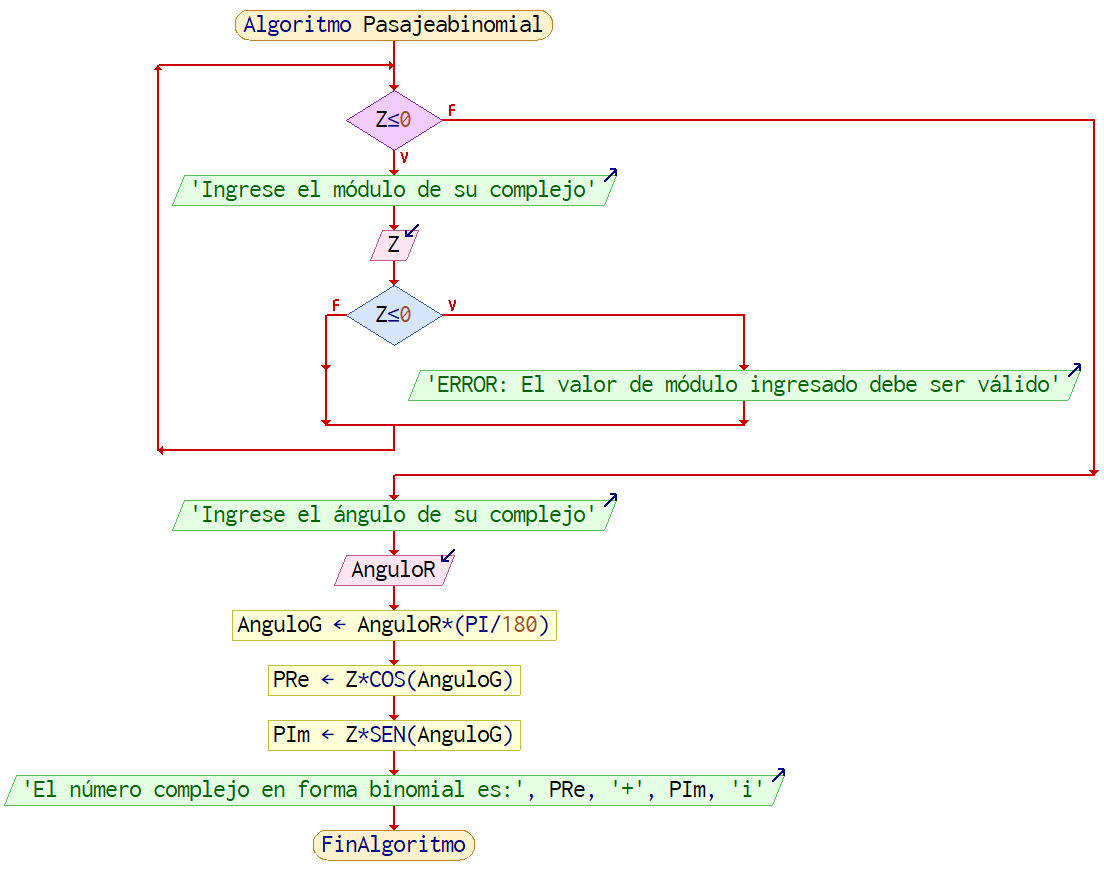 Algoritmo Pasajeabinomial
Z≤0
F
V
'Ingrese el módulo de su complejo'
Z
Z≤0
F
V
'ERROR: El valor de módulo ingresado debe ser válido'
'Ingrese el ángulo de su complejo'
AnguloR
AnguloG ← AnguloR*(PI/180)
PRe ← Z*COS(AnguloG)
PIm ← Z*SEN(AnguloG)
'El número complejo en forma binomial es:', PRe, '+', PIm, 'i'
FinAlgoritmo